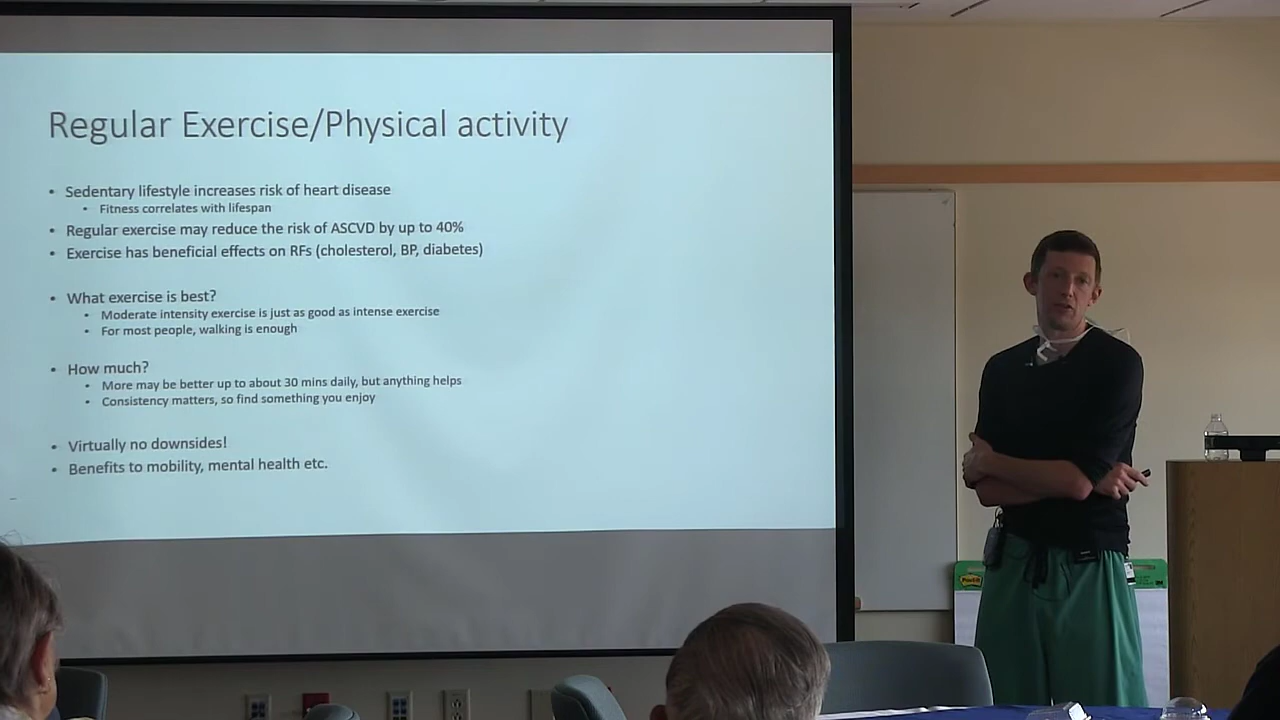 Regular Exercise/Physical activity
• Sedentary lifestyle increases risk of heart disease
• Fitness correlates with lifespan
• Regular exercise may reduce the risk of ASCVD by up to 40%
• Exercise has beneficial effects on RFs (cholesterol, BP, diabetes)
• What exercise is best?
• Moderate intensity exercise is just as good as intense exercise
• For most people, walking is enough
• How much?
• More may be better up to about 30 mins daily, but anything helps
• Consistency matters, so find something you enjoy
• Virtually no downsides!
• Benefits to mobility, mental health etc.
Post-it
3M